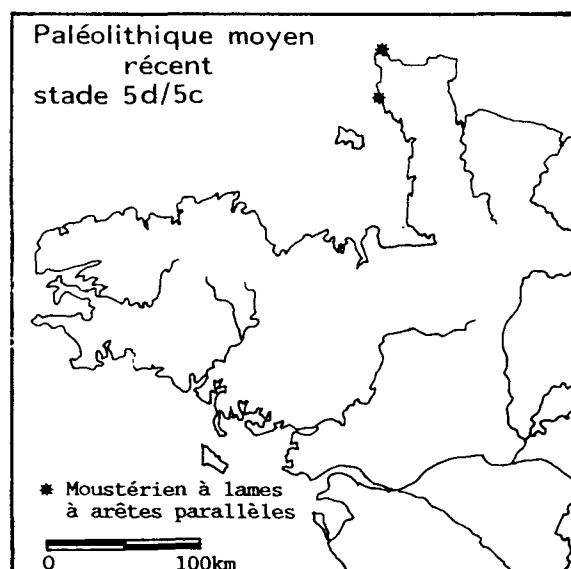 Paléolithique moyen
récent
stade 5d/5c
✷ Moustérien à lames
à arêtes parallèles
0 100km